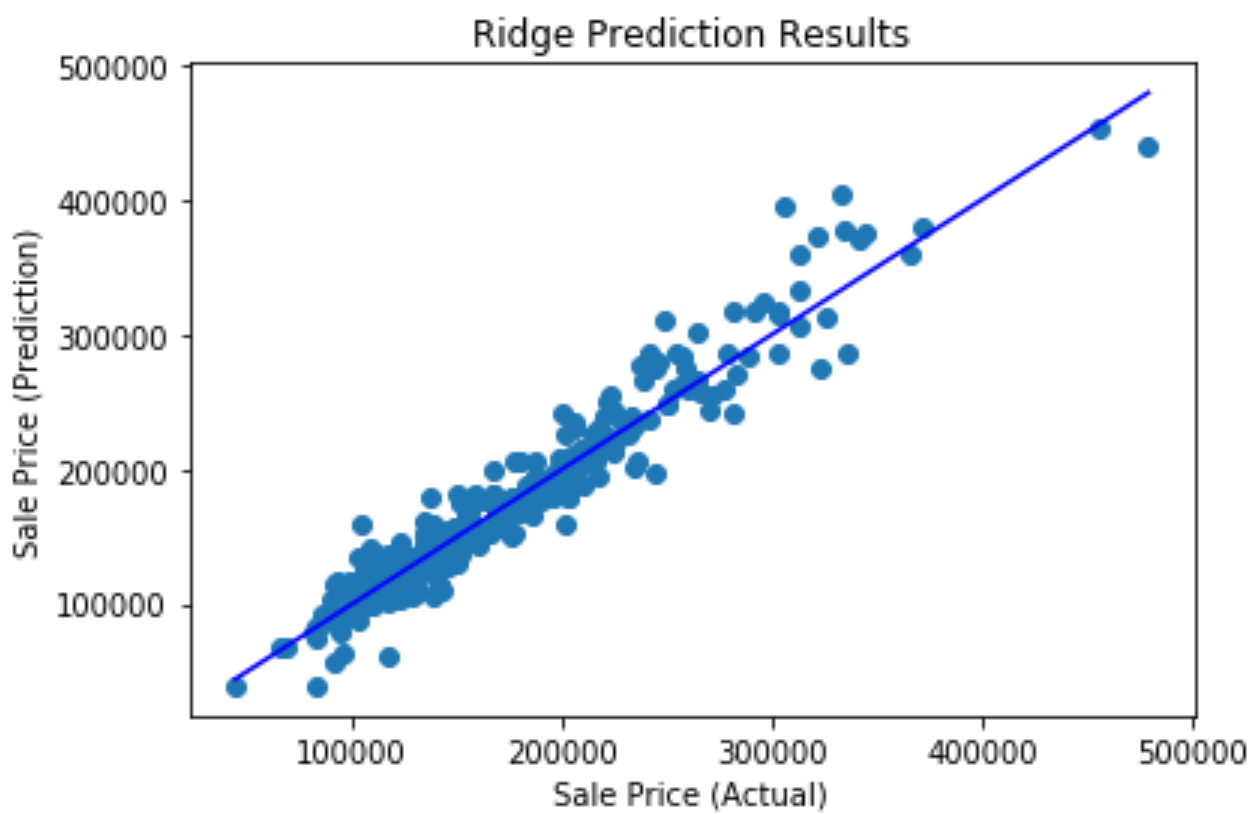 Ridge Prediction Results
500000
400000
300000
200000
100000
Sale Price (Prediction)
100000 200000 300000 400000 500000
Sale Price (Actual)